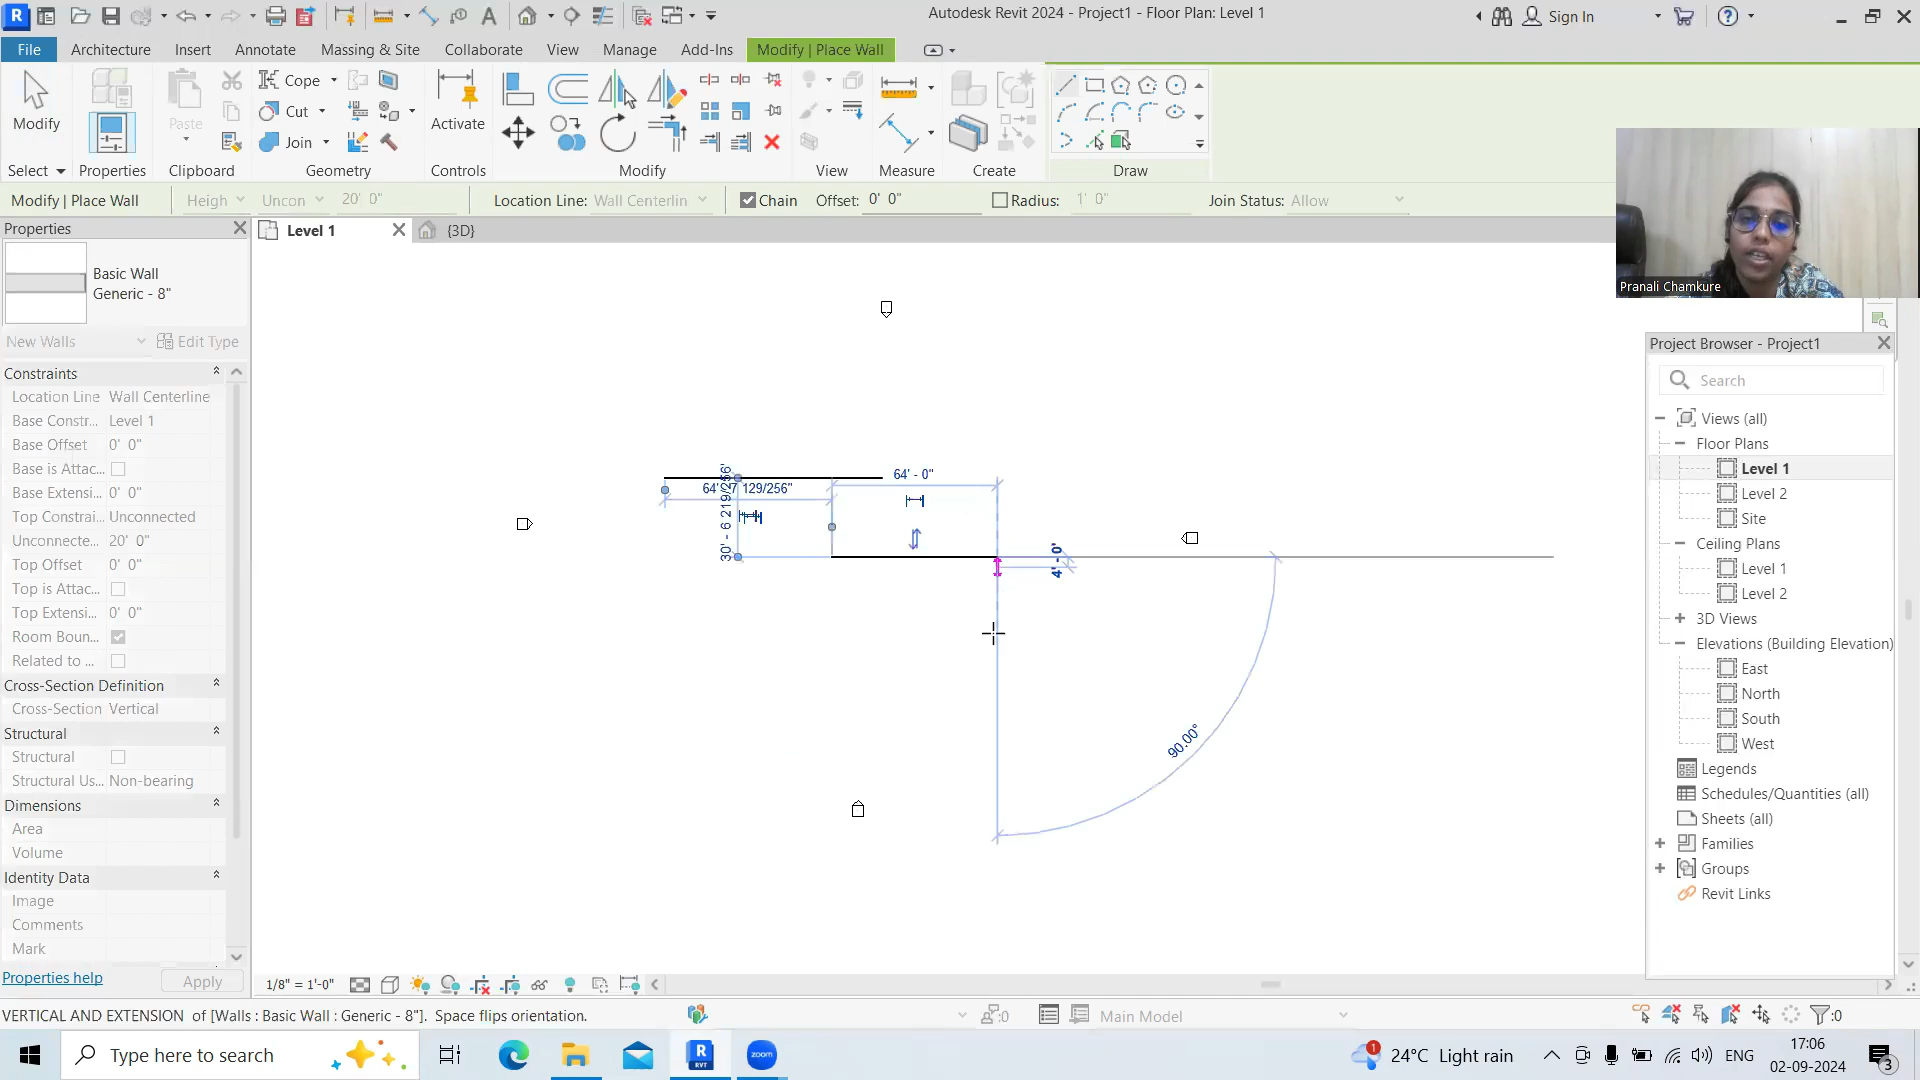 Autodesk Revit 2024 - Project1 - Floor Plan: Level 1
Sign In
File
Architecture
Insert
Annotate
Massing & Site
Collaborate
View
Manage
Add-Ins
Modify | Place Wall
Modify
Paste
Cope
Cut
Join
Activate
Select
Properties
Clipboard
Geometry
Controls
Modify
View
Measure
Create
Draw
Modify | Place Wall
Heigh
Uncon
20' 0"
Location Line: Wall Centerlin
Chain
Offset: 0' 0"
Radius:
1' 0"
Join Status: Allow
Properties
Level 1
{3D}
Basic Wall
Generic - 8"
New Walls
Edit Type
Constraints
Location Line Wall Centerline
Base Constr... Level 1
Base Offset 0' 0"
Base is Attac...
Base Extensi... 0' 0"
Top Constrai... Unconnected
Unconnecte... 20' 0"
Top Offset 0' 0"
Top is Attac...
Top Extensi... 0' 0"
Room Boun...
Related to ...
Cross-Section Definition
Cross-Section Vertical
Structural
Structural
Structural Us... Non-bearing
Dimensions
Area
Volume
Identity Data
Image
Comments
Mark
Properties help
Apply
64' - 0"
30' - 6 219/256"
4' - 0"
90.00°
Pranali Chamkure
Project Browser - Project1
Search
Views (all)
Floor Plans
Level 1
Level 2
Site
Ceiling Plans
Level 1
Level 2
3D Views
Elevations (Building Elevation)
East
North
South
West
Legends
Schedules/Quantities (all)
Sheets (all)
Families
Groups
Revit Links
1/8" = 1'-0"
VERTICAL AND EXTENSION of [Walls : Basic Wall : Generic - 8"]. Space flips orientation.
:0
Main Model
:0
Type here to search
RVT
zoom
1
24°C Light rain
ENG
17:06
02-09-2024
3